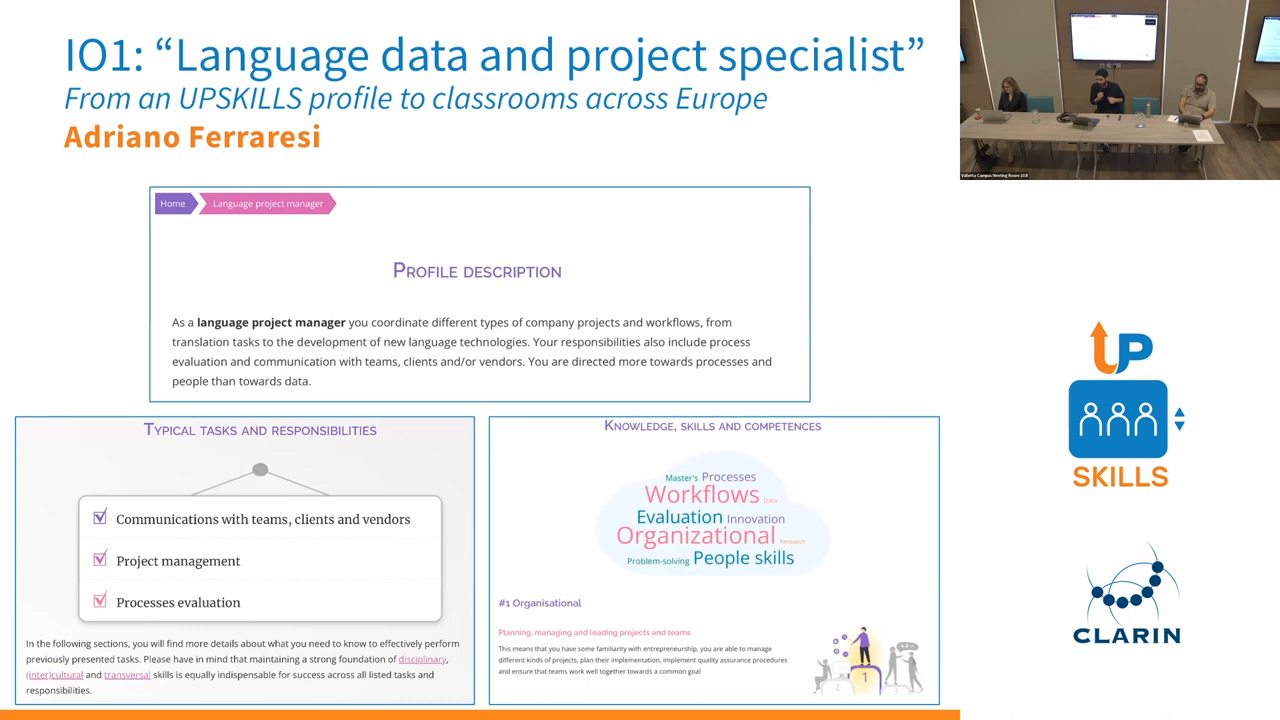 IO1: “Language data and project specialist”
From an UPSKILLS profile to classrooms across Europe
Adriano Ferraresi
Home
Language project manager
Profile description
As a language project manager you coordinate different types of company projects and workflows, from
translation tasks to the development of new language technologies. Your responsibilities also include process
evaluation and communication with teams, clients and/or vendors. You are directed more towards processes and
people than towards data.
Typical tasks and responsibilities
Communications with teams, clients and vendors
Project management
Processes evaluation
In the following sections, you will find more details about what you need to know to effectively perform
previously presented tasks. Please have in mind that maintaining a strong foundation of disciplinary,
(inter)cultural and transversal skills is equally indispensable for success across all listed tasks and
responsibilities.
Knowledge, skills and competences
Master's Processes
Workflows Data
Evaluation Innovation
Organizational Research
Problem-solving People skills
#1 Organisational
Planning, managing and leading projects and teams
This means that you have some familiarity with entrepreneurship, you are able to manage
different kinds of projects, plan their implementation, implement quality assurance procedures
and ensure that teams work well together towards a common goal
2 1 3
Valletta Campus Meeting Room 108
UP
SKILLS
CLARIN